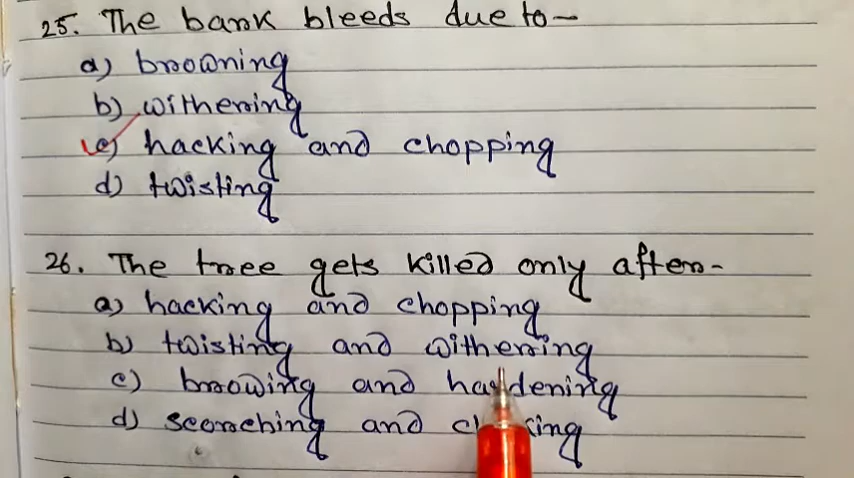 25. The bark bleeds due to-
a) browning
b) withering
c) hacking and chopping
d) twisting
26. The tree gets killed only after-
a) hacking and chopping
b) twisting and withering
c) browing and hardening
d) scorching and